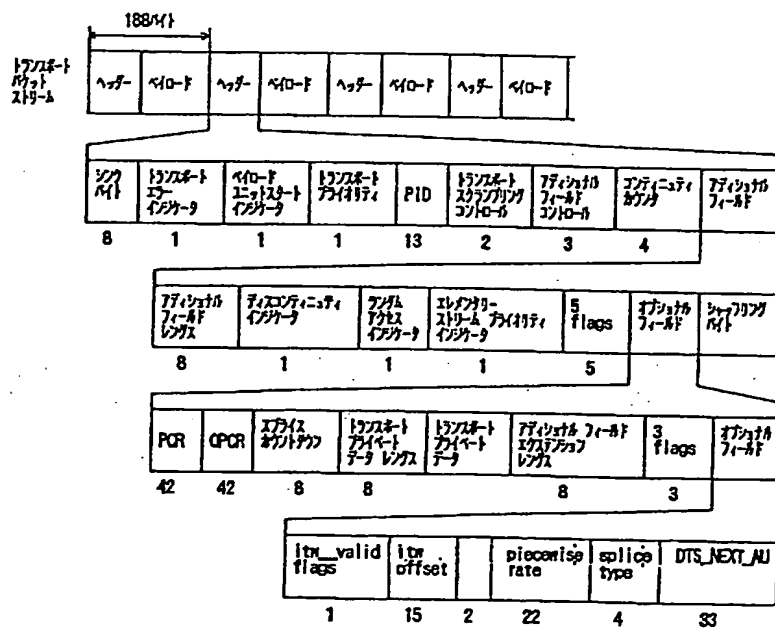 188バイト
トランスポート
パケット
ストリーム
ヘッダー
ペイロード
ヘッダー
ペイロード
ヘッダー
ペイロード
ヘッダー
ペイロード
シンク
バイト
トランスポート
エラー
インジケータ
ペイロード
ユニットスタート
インジケータ
トランスポート
プライオリティ
PID
トランスポート
スクランブリング
コントロール
アディショナル
フィールド
コントロール
コンティニュティ
カウンタ
アディショナル
フィールド
8
1
1
1
13
2
3
4
アディショナル
フィールド
レングス
ディスコンティニュティ
インジケータ
ランダム
アクセス
インジケータ
エレメンタリー
ストリーム プライオリティ
インジケータ
5
flags
オプショナル
フィールド
シャッフリング
バイト
8
1
1
1
5
PCR
OPCR
スプライス
カウントダウン
トランスポート
プライベート
データ レングス
トランスポート
プライベート
データ
アディショナル フィールド
エクステンション
レングス
3
flags
オプショナル
フィールド
42
42
8
8
8
3
ltw_valid
flags
ltw
offset
piecewise
rate
splice
type
DTS_NEXT_AU
1
15
2
22
4
33